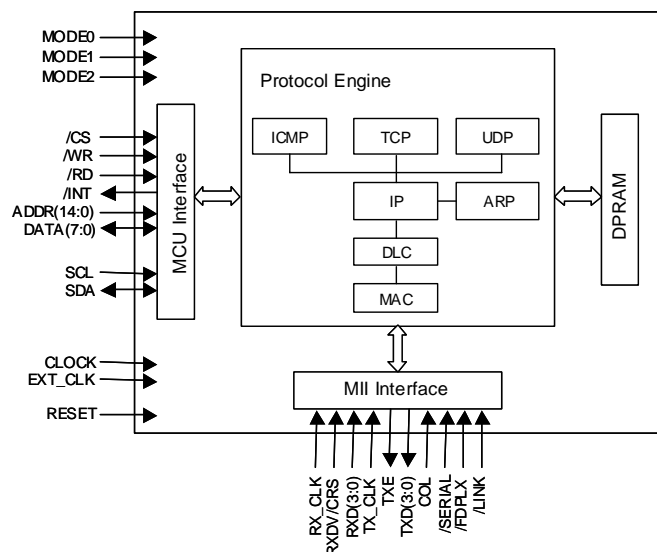 MODE0
MODE1
MODE2
/CS
/WR
/RD
/INT
ADDR(14:0)
DATA(7:0)
SCL
SDA
CLOCK
EXT_CLK
RESET
MCU Interface
Protocol Engine
ICMP
TCP
UDP
IP
ARP
DLC
MAC
DPRAM
MII Interface
RX_CLK
RXDV/CRS
RXD(3:0)
TX_CLK
TXE
TXD(3:0)
COL
/SERIAL
/FDPLX
/LINK